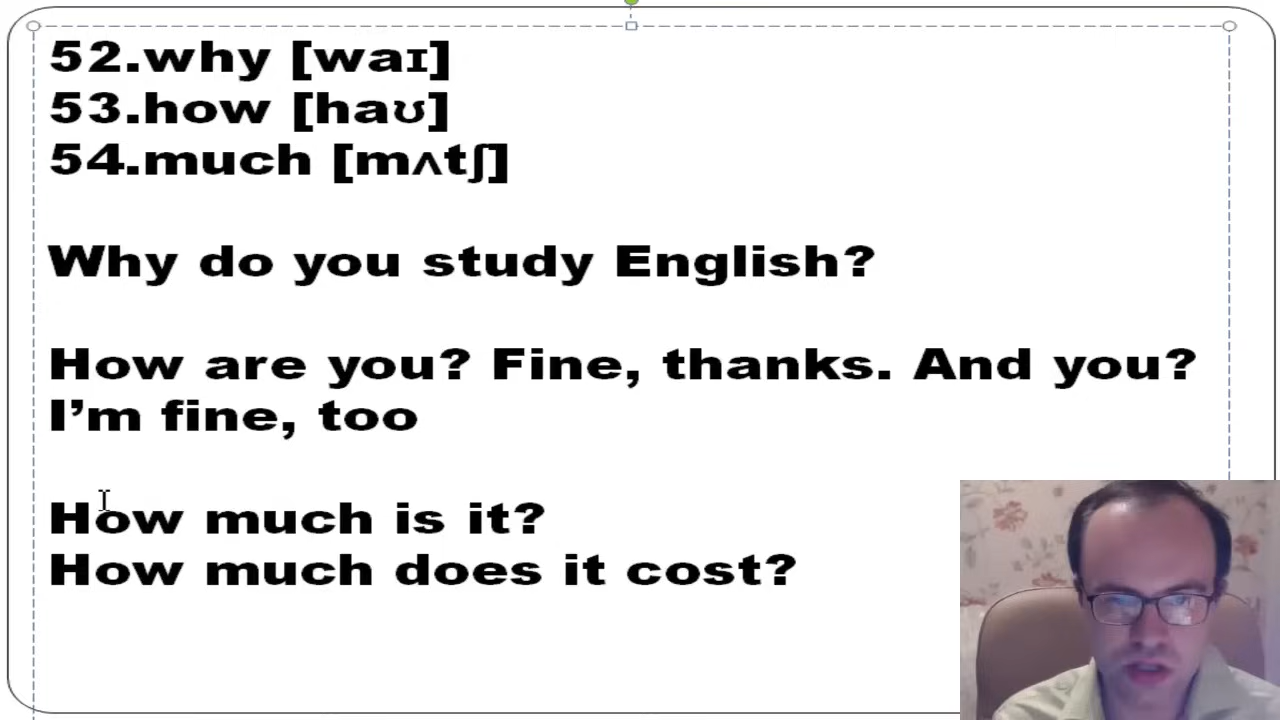 52.why [waɪ]
53.how [haʊ]
54.much [mʌtʃ]
Why do you study English?
How are you? Fine, thanks. And you?
I’m fine, too
How much is it?
How much does it cost?